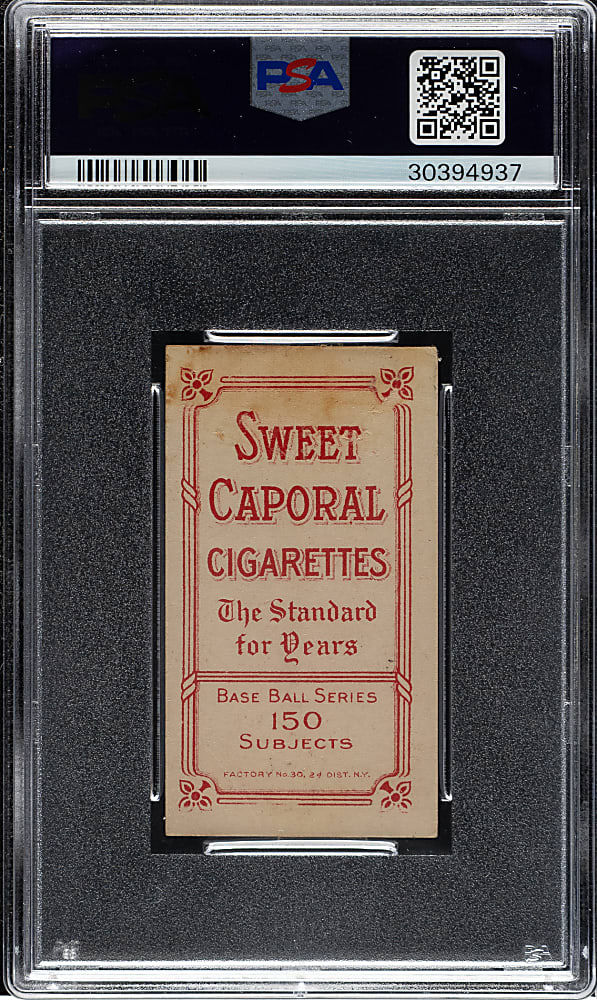 PSA
30394937
SWEET
CAPORAL
CIGARETTES
The Standard
for Years
BASE BALL SERIES
150
SUBJECTS
FACTORY No. 30, 2d DIST. N.Y.